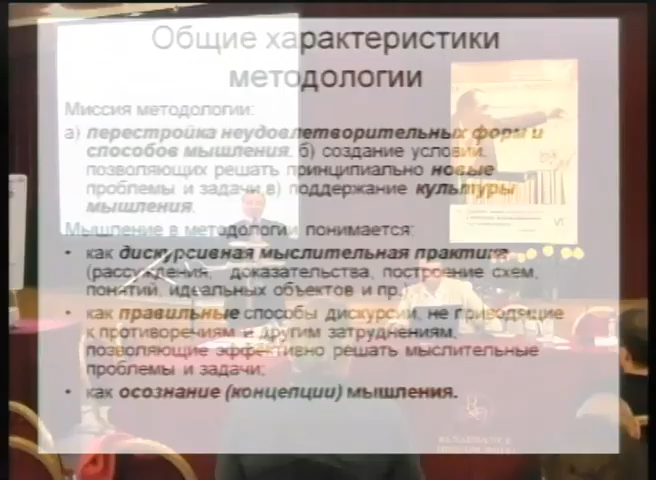 Общие характеристики
методологии
Миссия методологии:
а) перестройка неудовлетворительных форм и
способов мышления, б) создание условий,
позволяющих решать принципиально новые
проблемы и задачи,в) поддержание культуры
мышления.
Мышление в методологии понимается:
• как дискурсивная мыслительная практика
(рассуждения, доказательства, построение схем,
понятий, идеальных объектов и пр.)
• как правильные способы дискурсии, не приводящие
к противоречиям и другим затруднениям,
позволяющие эффективно решать мыслительные
проблемы и задачи;
• как осознание (концепции) мышления.
VI